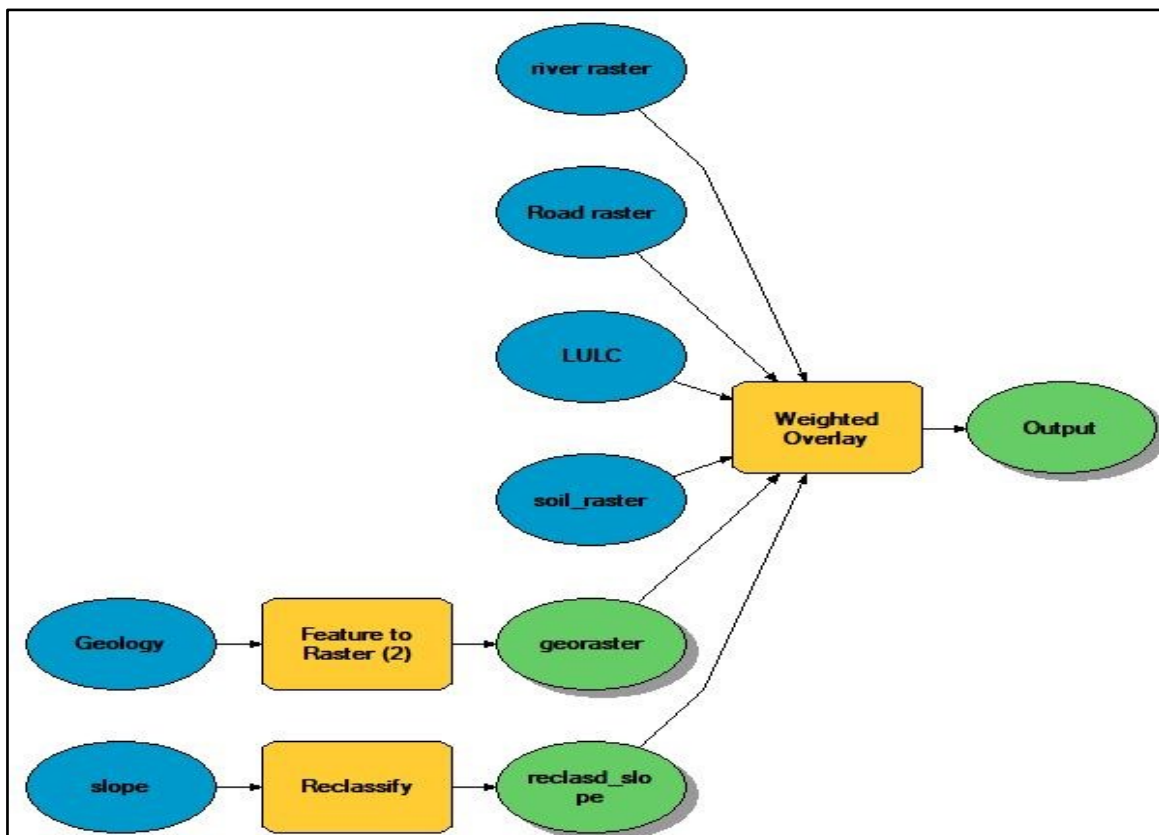 river raster
Road raster
LULC
Weighted
Overlay
Output
soil_raster
Geology
Feature to
Raster (2)
georaster
slope
Reclassify
reclasd_slo
pe